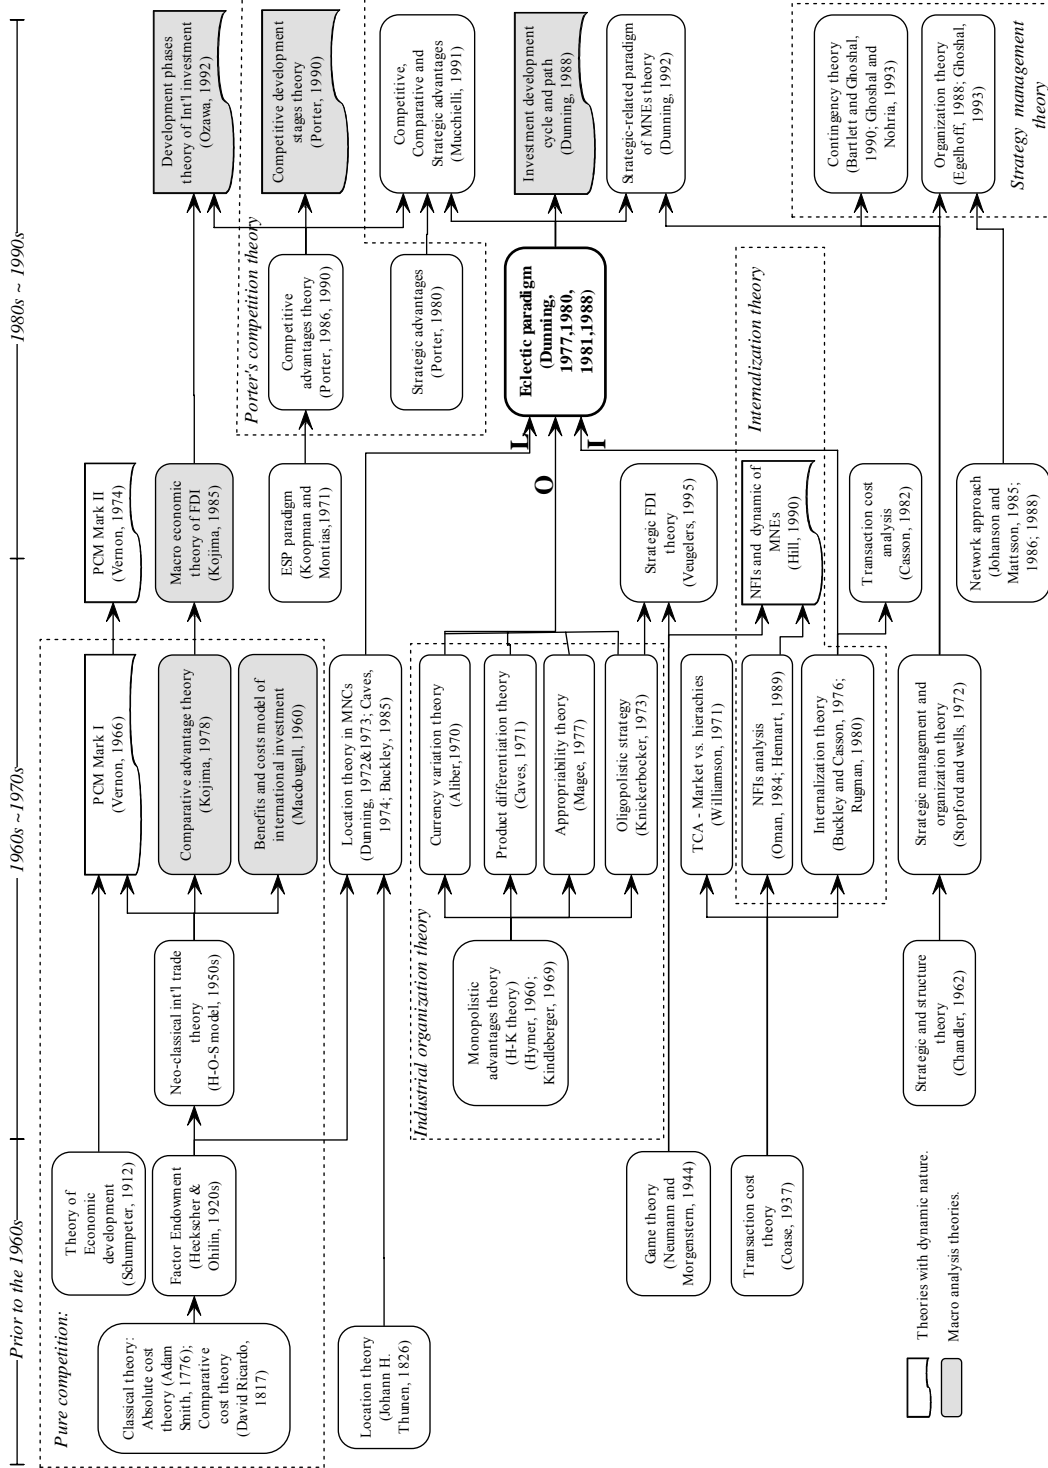 Prior to the 1960s
1960s ~1970s
1980s ~ 1990s
Pure competition:
Theory of
Economic
development
(Schumpeter, 1912)
Classical theory:
Absolute cost
theory (Adam
Smith, 1776);
Comparative
cost theory
(David Ricardo,
1817)
Factor Endowment
(Heckscher &
Ohilin, 1920s)
Neo-classical int'l trade
theory
(H-O-S model, 1950s)
PCM Mark I
(Vernon, 1966)
PCM Mark II
(Vernon, 1974)
Comparative advantage theory
(Kojima, 1978)
Macro economic
theory of FDI
(Kojima, 1985)
Development phases
theory of Int'l investment
(Ozawa, 1992)
Benefits and costs model of
international investment
(Macdougall, 1960)
Porter's competition theory
ESP paradigm
(Koopman and
Montias,1971)
Competitive
advantages theory
(Porter, 1986, 1990)
Competitive development
stages theory
(Porter, 1990)
Location theory
(Johann H.
Thunen, 1826)
Location theory in MNCs
(Dunning, 1972&1973; Caves,
1974; Buckley, 1985)
Strategic advantages
(Porter, 1980)
Competitive,
Comparative and
Strategic advantages
(Mucchielli, 1991)
Industrial organization theory
Monopolistic
advantages theory
(H-K theory)
(Hymer, 1960;
Kindleberger, 1969)
Currency variation theory
(Aliber,1970)
Product differentiation theory
(Caves, 1971)
Appropriability theory
(Magee, 1977)
Oligopolistic strategy
(Knickerbocker, 1973)
L
O
I
Eclectic paradigm
(Dunning,
1977,1980,
1981,1988)
Investment development
cycle and path
(Dunning, 1988)
Strategic-related paradigm
of MNEs theory
(Dunning, 1992)
Game theory
(Neumann and
Morgenstern, 1944)
Strategic FDI
theory
(Veugelers, 1995)
Transaction cost
theory
(Coase, 1937)
TCA - Market vs. hierachies
(Williamson, 1971)
Internalization theory
NFIs analysis
(Oman, 1984; Hennart, 1989)
NFIs and dynamic of
MNEs
(Hill, 1990)
Internalization theory
(Buckley and Casson, 1976;
Rugman, 1980)
Transaction cost
analysis
(Casson, 1982)
Strategic and structure
theory
(Chandler, 1962)
Strategic management and
organization theory
(Stopford and wells, 1972)
Network approach
(Johanson and
Mattsson, 1985;
1986, 1988)
Contingency theory
(Bartlett and Ghoshal,
1990; Ghoshal and
Nohria, 1993)
Organization theory
(Egelhoff, 1988; Ghoshal,
1993)
Strategy management
theory
Theories with dynamic nature.
Macro analysis theories.